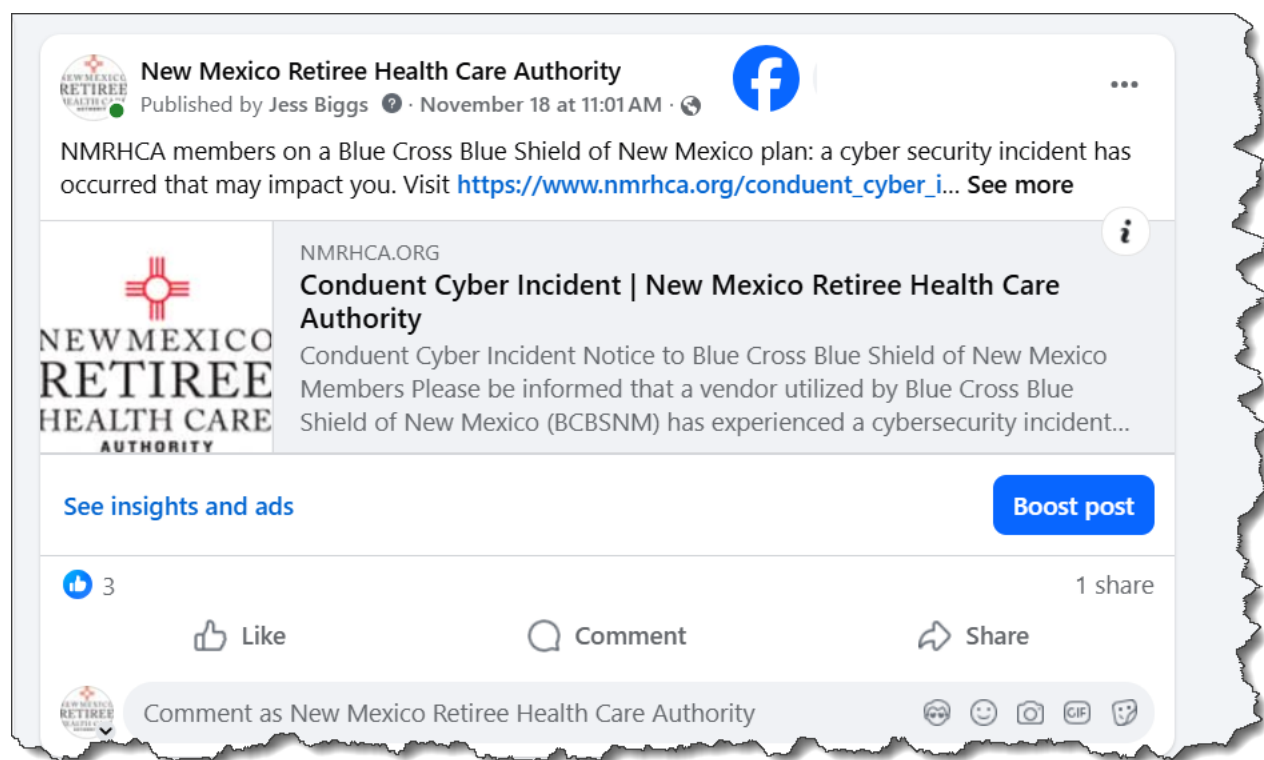 New Mexico Retiree Health Care Authority
Published by Jess Biggs · November 18 at 11:01 AM ·
NMRHCA members on a Blue Cross Blue Shield of New Mexico plan: a cyber security incident has
occurred that may impact you. Visit https://www.nmrhca.org/conduent_cyber_i... See more
NEW MEXICO
RETIREE
HEALTH CARE
AUTHORITY
NMRHCA.ORG
Conduent Cyber Incident | New Mexico Retiree Health Care
Authority
Conduent Cyber Incident Notice to Blue Cross Blue Shield of New Mexico
Members Please be informed that a vendor utilized by Blue Cross Blue
Shield of New Mexico (BCBSNM) has experienced a cybersecurity incident...
See insights and ads
Boost post
3
1 share
Like
Comment
Share
Comment as New Mexico Retiree Health Care Authority
GIF